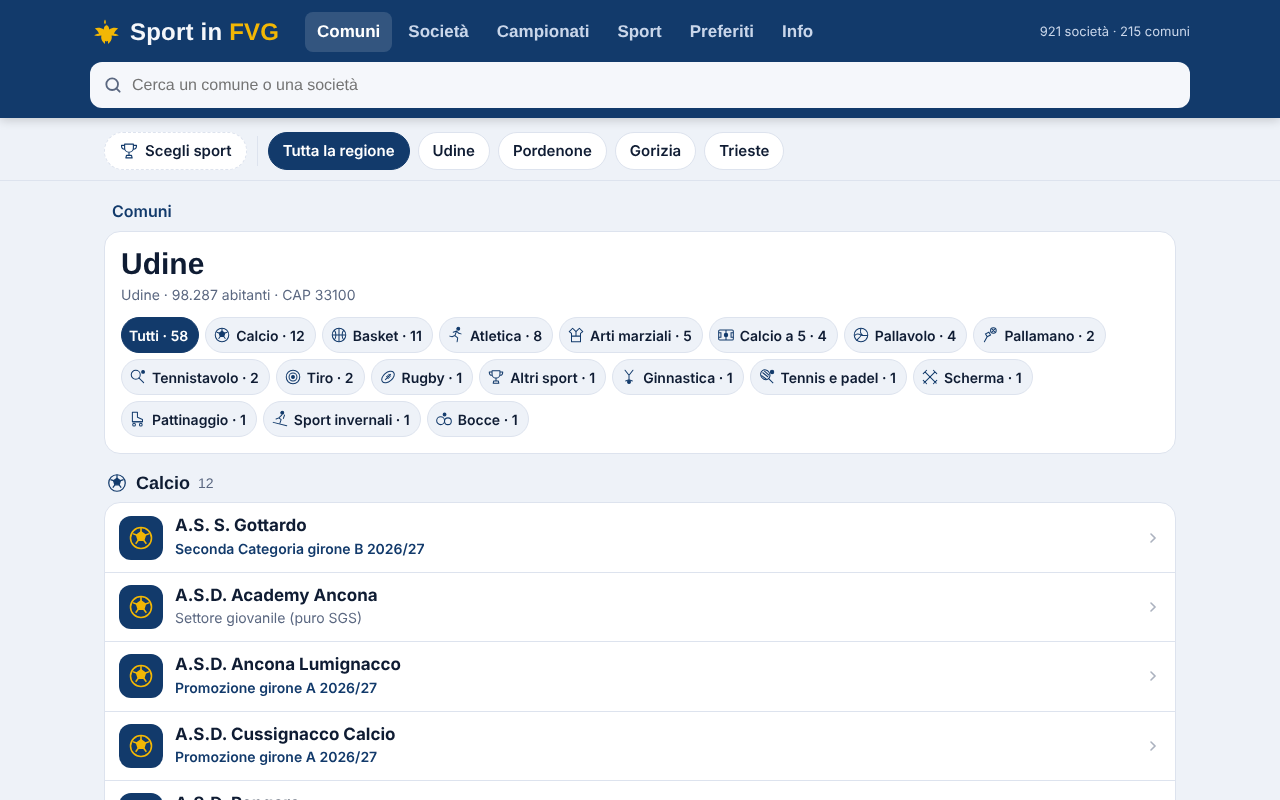 Sport in FVG
Comuni
Società
Campionati
Sport
Preferiti
Info
921 società · 215 comuni
Cerca un comune o una società
Scegli sport
Tutta la regione
Udine
Pordenone
Gorizia
Trieste
Comuni
Udine
Udine · 98.287 abitanti · CAP 33100
Tutti · 58
Calcio · 12
Basket · 11
Atletica · 8
Arti marziali · 5
Calcio a 5 · 4
Pallavolo · 4
Pallamano · 2
Tennistavolo · 2
Tiro · 2
Rugby · 1
Altri sport · 1
Ginnastica · 1
Tennis e padel · 1
Scherma · 1
Pattinaggio · 1
Sport invernali · 1
Bocce · 1
Calcio 12
A.S. S. Gottardo
Seconda Categoria girone B 2026/27
A.S.D. Academy Ancona
Settore giovanile (puro SGS)
A.S.D. Ancona Lumignacco
Promozione girone A 2026/27
A.S.D. Cussignacco Calcio
Promozione girone A 2026/27